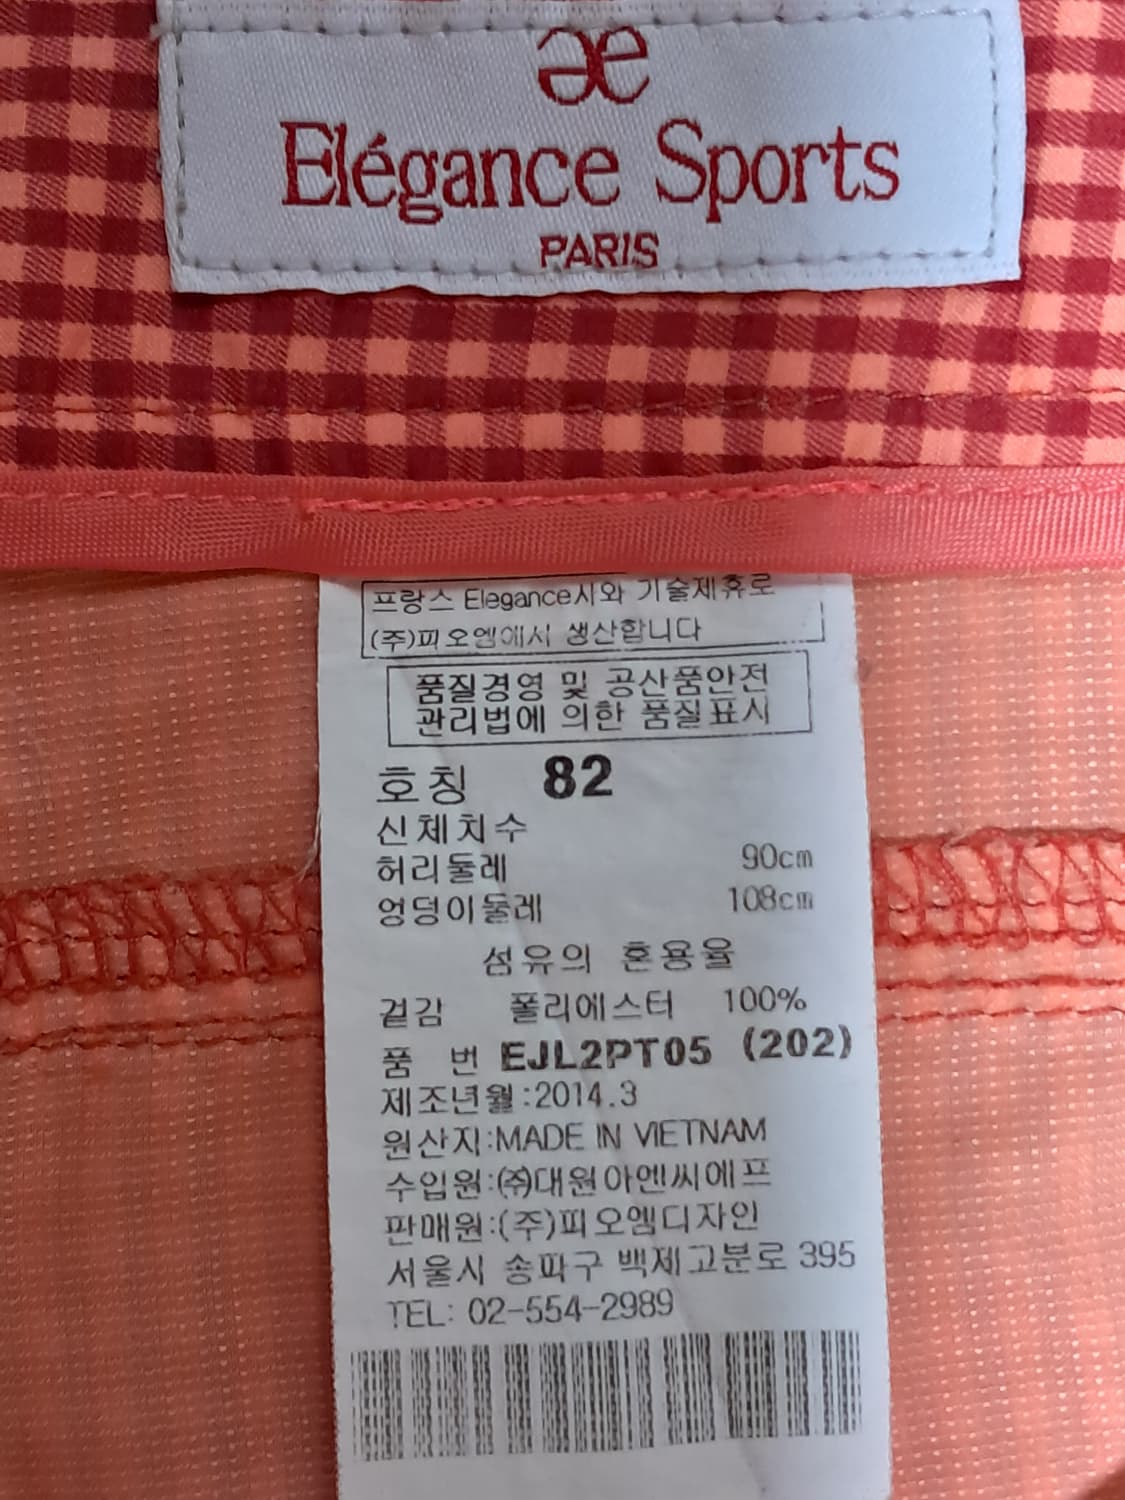 æ
Elégance Sports
PARIS
프랑스 Elegance사와 기술제휴로
(주)피오엠에서 생산합니다
품질경영 및 공산품안전
관리법에 의한 품질표시
호칭 82
신체치수
허리둘레 90cm
엉덩이둘레 108cm
섬유의 혼용율
겉감 폴리에스터 100%
품 번 EJL2PT05 (202)
제조년월:2014.3
원산지:MADE IN VIETNAM
수입원:㈜대원아엔씨에프
판매원:(주)피오엠디자인
서울시 송파구 백제고분로 395
TEL: 02-554-2989